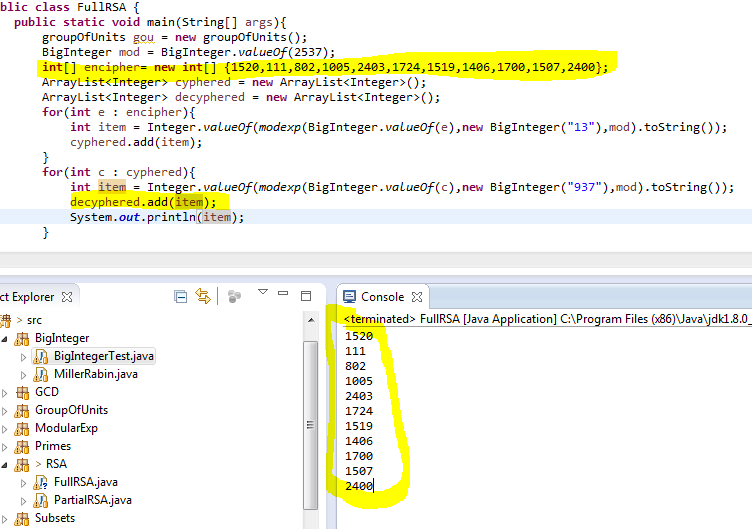 blic class FullRSA {
public static void main(String[] args){
groupOfUnits gou = new groupOfUnits();
BigInteger mod = BigInteger.valueOf(2537);
int[] encipher= new int[] {1520,111,802,1005,2403,1724,1519,1406,1700,1507,2400};
ArrayList<Integer> cyphered = new ArrayList<Integer>();
ArrayList<Integer> decyphered = new ArrayList<Integer>();
for(int e : encipher){
int item = Integer.valueOf(modexp(BigInteger.valueOf(e),new BigInteger("13"),mod).toString());
cyphered.add(item);
}
for(int c : cyphered){
int item = Integer.valueOf(modexp(BigInteger.valueOf(c),new BigInteger("937"),mod).toString());
decyphered.add(item);
System.out.println(item);
}
ct Explorer
> src
BigInteger
BigIntegerTest.java
MillerRabin.java
GCD
GroupOfUnits
ModularExp
Primes
> RSA
FullRSA.java
PartialRSA.java
Subsets
Console
<terminated> FullRSA [Java Application] C:\Program Files (x86)\Java\jdk1.8.0_
1520
111
802
1005
2403
1724
1519
1406
1700
1507
2400